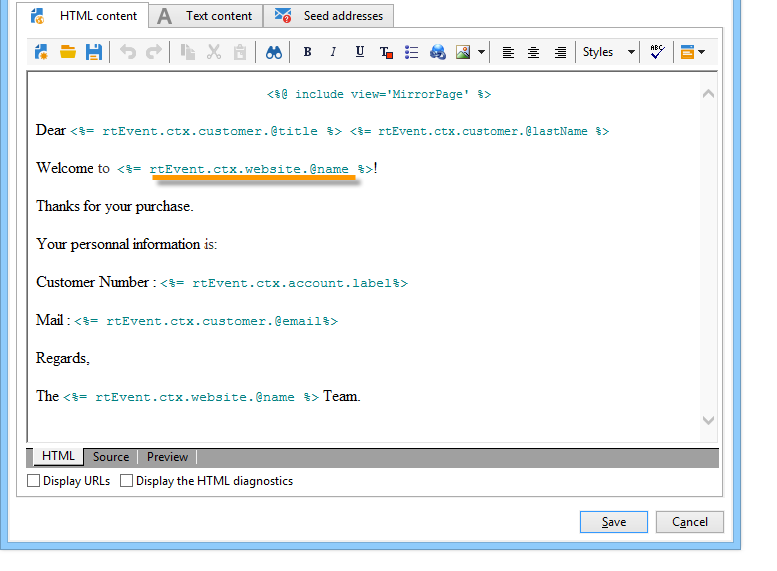 HTML content Text content Seed addresses
B I U Styles ABC
<%@ include view='MirrorPage' %>
Dear <%= rtEvent.ctx.customer.@title %> <%= rtEvent.ctx.customer.@lastName %>
Welcome to <%= rtEvent.ctx.website.@name %>!
Thanks for your purchase.
Your personnal information is:
Customer Number : <%= rtEvent.ctx.account.label%>
Mail : <%= rtEvent.ctx.customer.@email%>
Regards,
The <%= rtEvent.ctx.website.@name %> Team.
HTML Source Preview
Display URLs Display the HTML diagnostics
Save Cancel